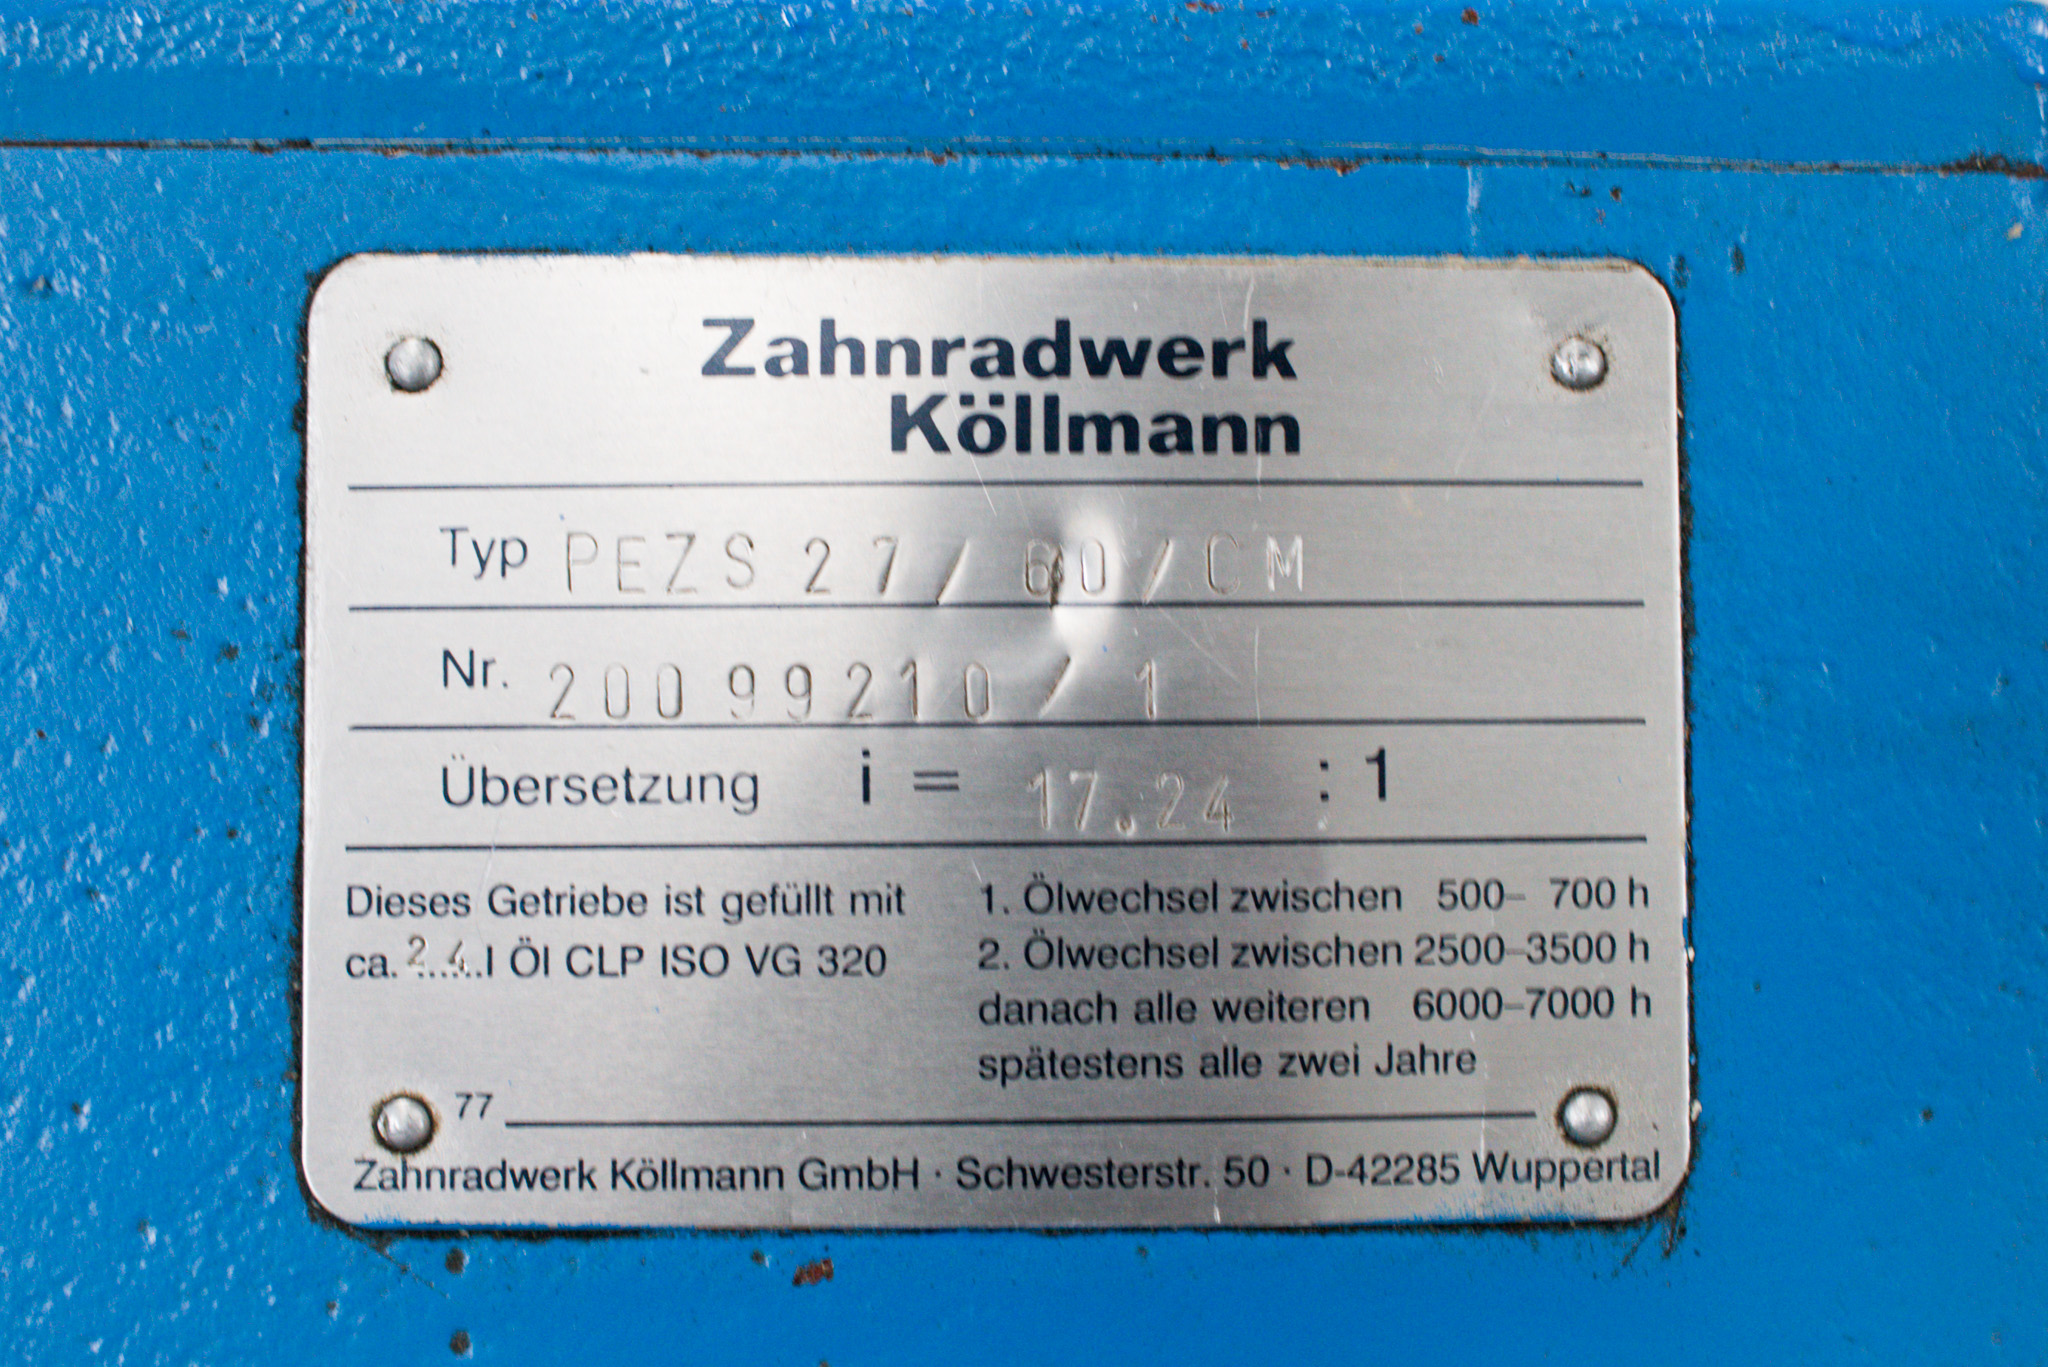 Zahnradwerk
Köllmann
Typ PEZS 27/60/CM
Nr. 20099210/1
Übersetzung i = 17.24 : 1
Dieses Getriebe ist gefüllt mit
ca. 24 l Öl CLP ISO VG 320
1. Ölwechsel zwischen 500– 700 h
2. Ölwechsel zwischen 2500–3500 h
danach alle weiteren 6000–7000 h
spätestens alle zwei Jahre
77
Zahnradwerk Köllmann GmbH · Schwesterstr. 50 · D-42285 Wuppertal